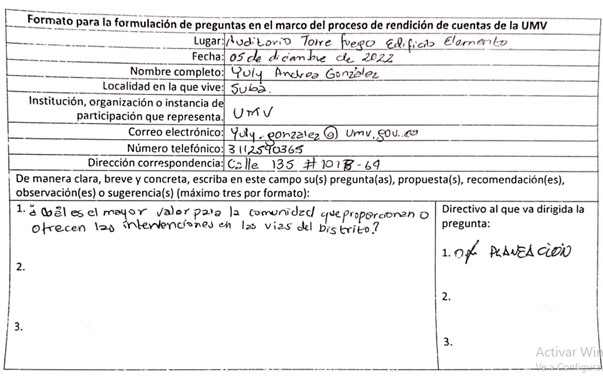 Formato para la formulación de preguntas en el marco del proceso de rendición de cuentas de la UMV
Lugar: Auditorio Torre fuego Edificio Elemento
Fecha: 05 de diciembre de 2022
Nombre completo: Yuly Andrea González
Localidad en la que vive: Suba.
Institución, organización o instancia de
participación que representa. UMV
Correo electrónico: Yuly.gonzalez@umv.gov.co
Número telefónico: 3112590365
Dirección correspondencia: Calle 135 # 101B-69
De manera clara, breve y concreta, escriba en este campo su(s) pregunta(as), propuesta(s), recomendación(es),
observación(es) o sugerencia(s) (máximo tres por formato):
1. ¿Cuál es el mayor valor para la comunidad que proporcionan o
ofrecen las intervenciones en las vias del Distrito?
2.
3.
Directivo al que va dirigida la
pregunta:
1. PLANEACION
2.
3.
Activar Win
Ve a Configura